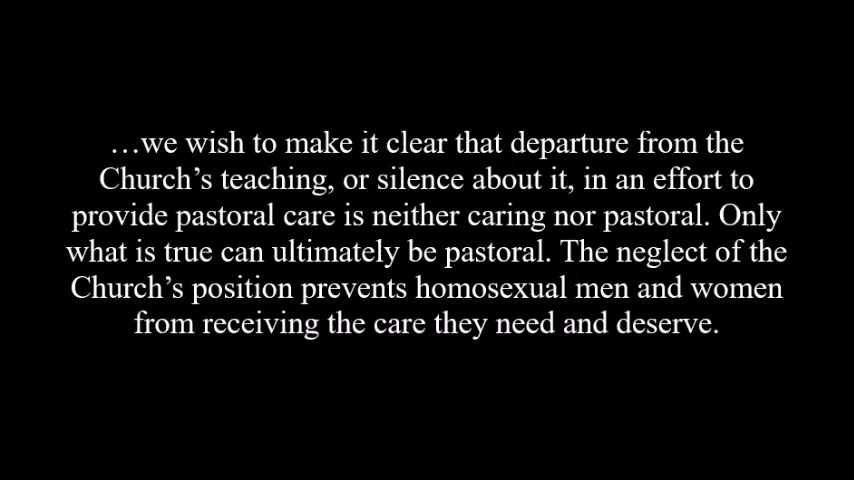 …we wish to make it clear that departure from the
Church’s teaching, or silence about it, in an effort to
provide pastoral care is neither caring nor pastoral. Only
what is true can ultimately be pastoral. The neglect of the
Church’s position prevents homosexual men and women
from receiving the care they need and deserve.